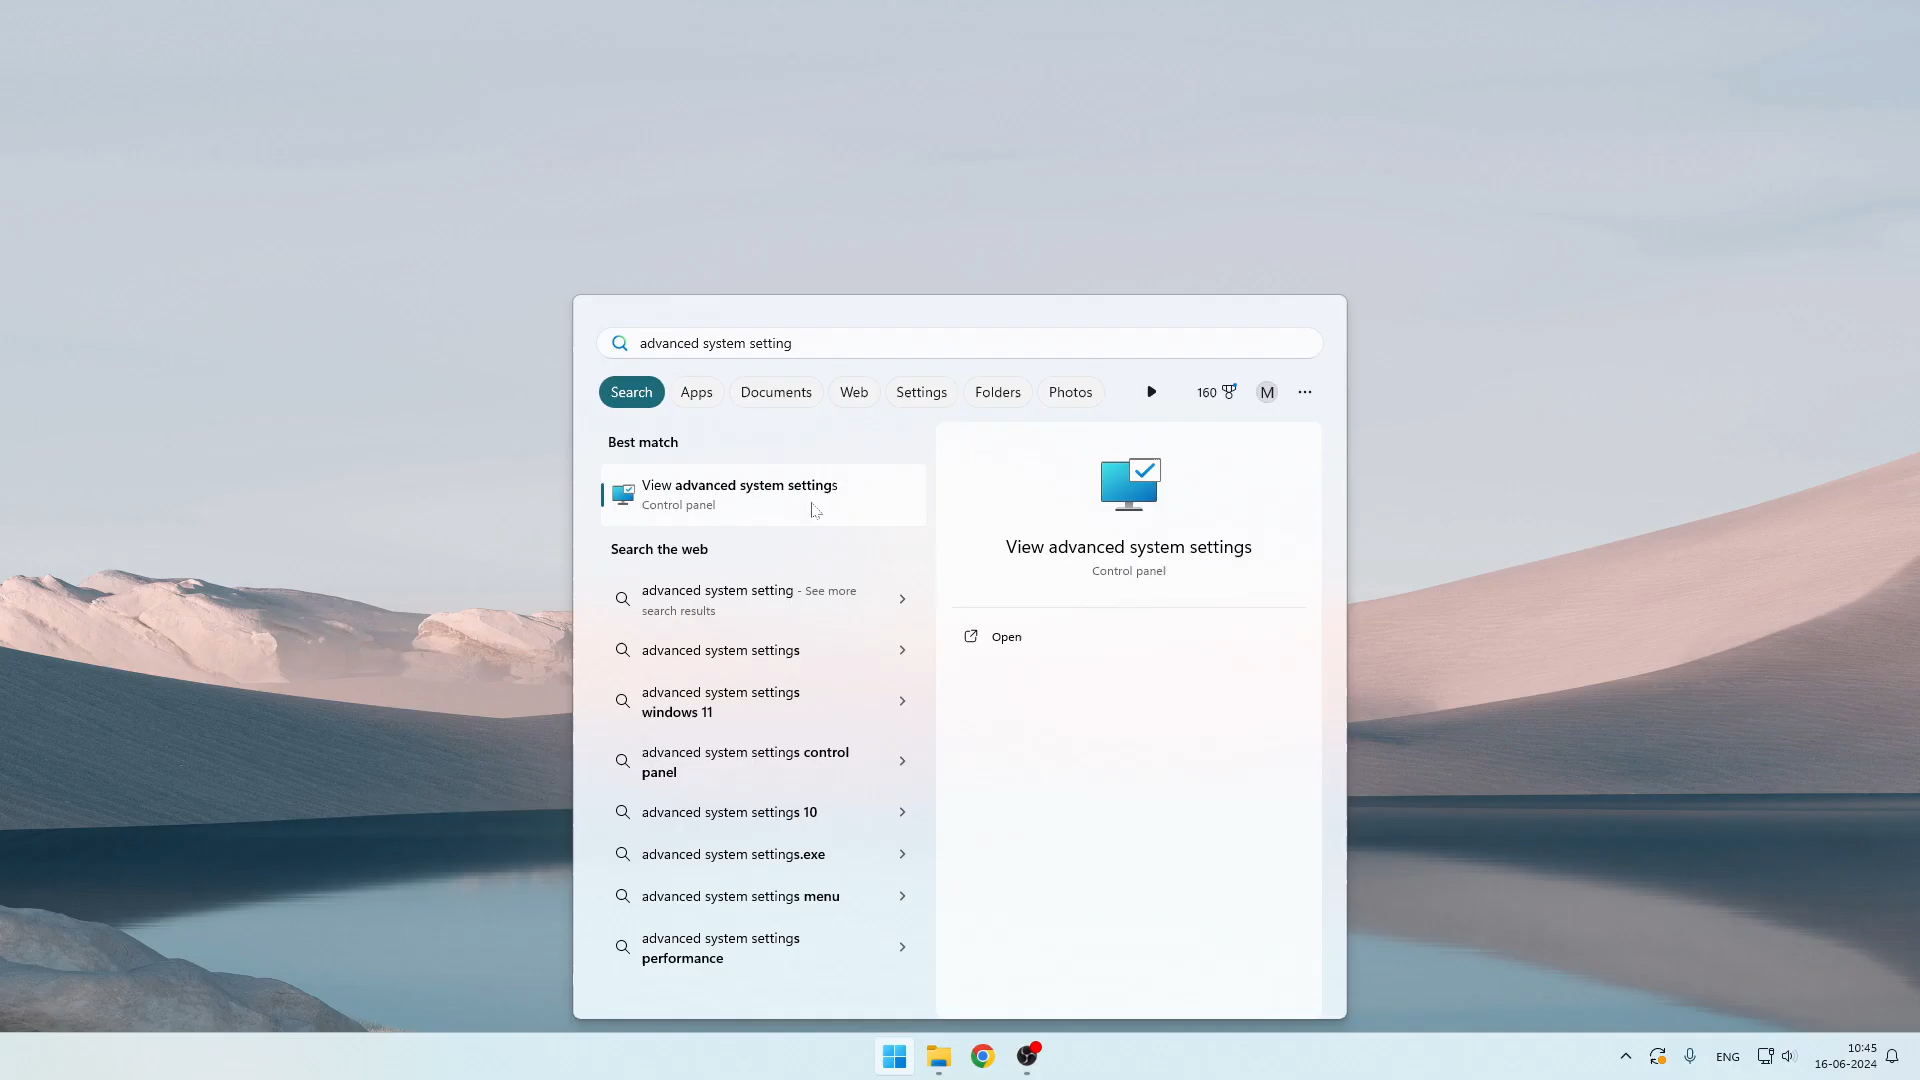 advanced system setting
Search Apps Documents Web Settings Folders Photos 160 M
Best match
View advanced system settings
Control panel
Search the web
advanced system setting - See more
search results
advanced system settings
advanced system settings
windows 11
advanced system settings control
panel
advanced system settings 10
advanced system settings.exe
advanced system settings menu
advanced system settings
performance
View advanced system settings
Control panel
Open
ENG
10:45
16-06-2024